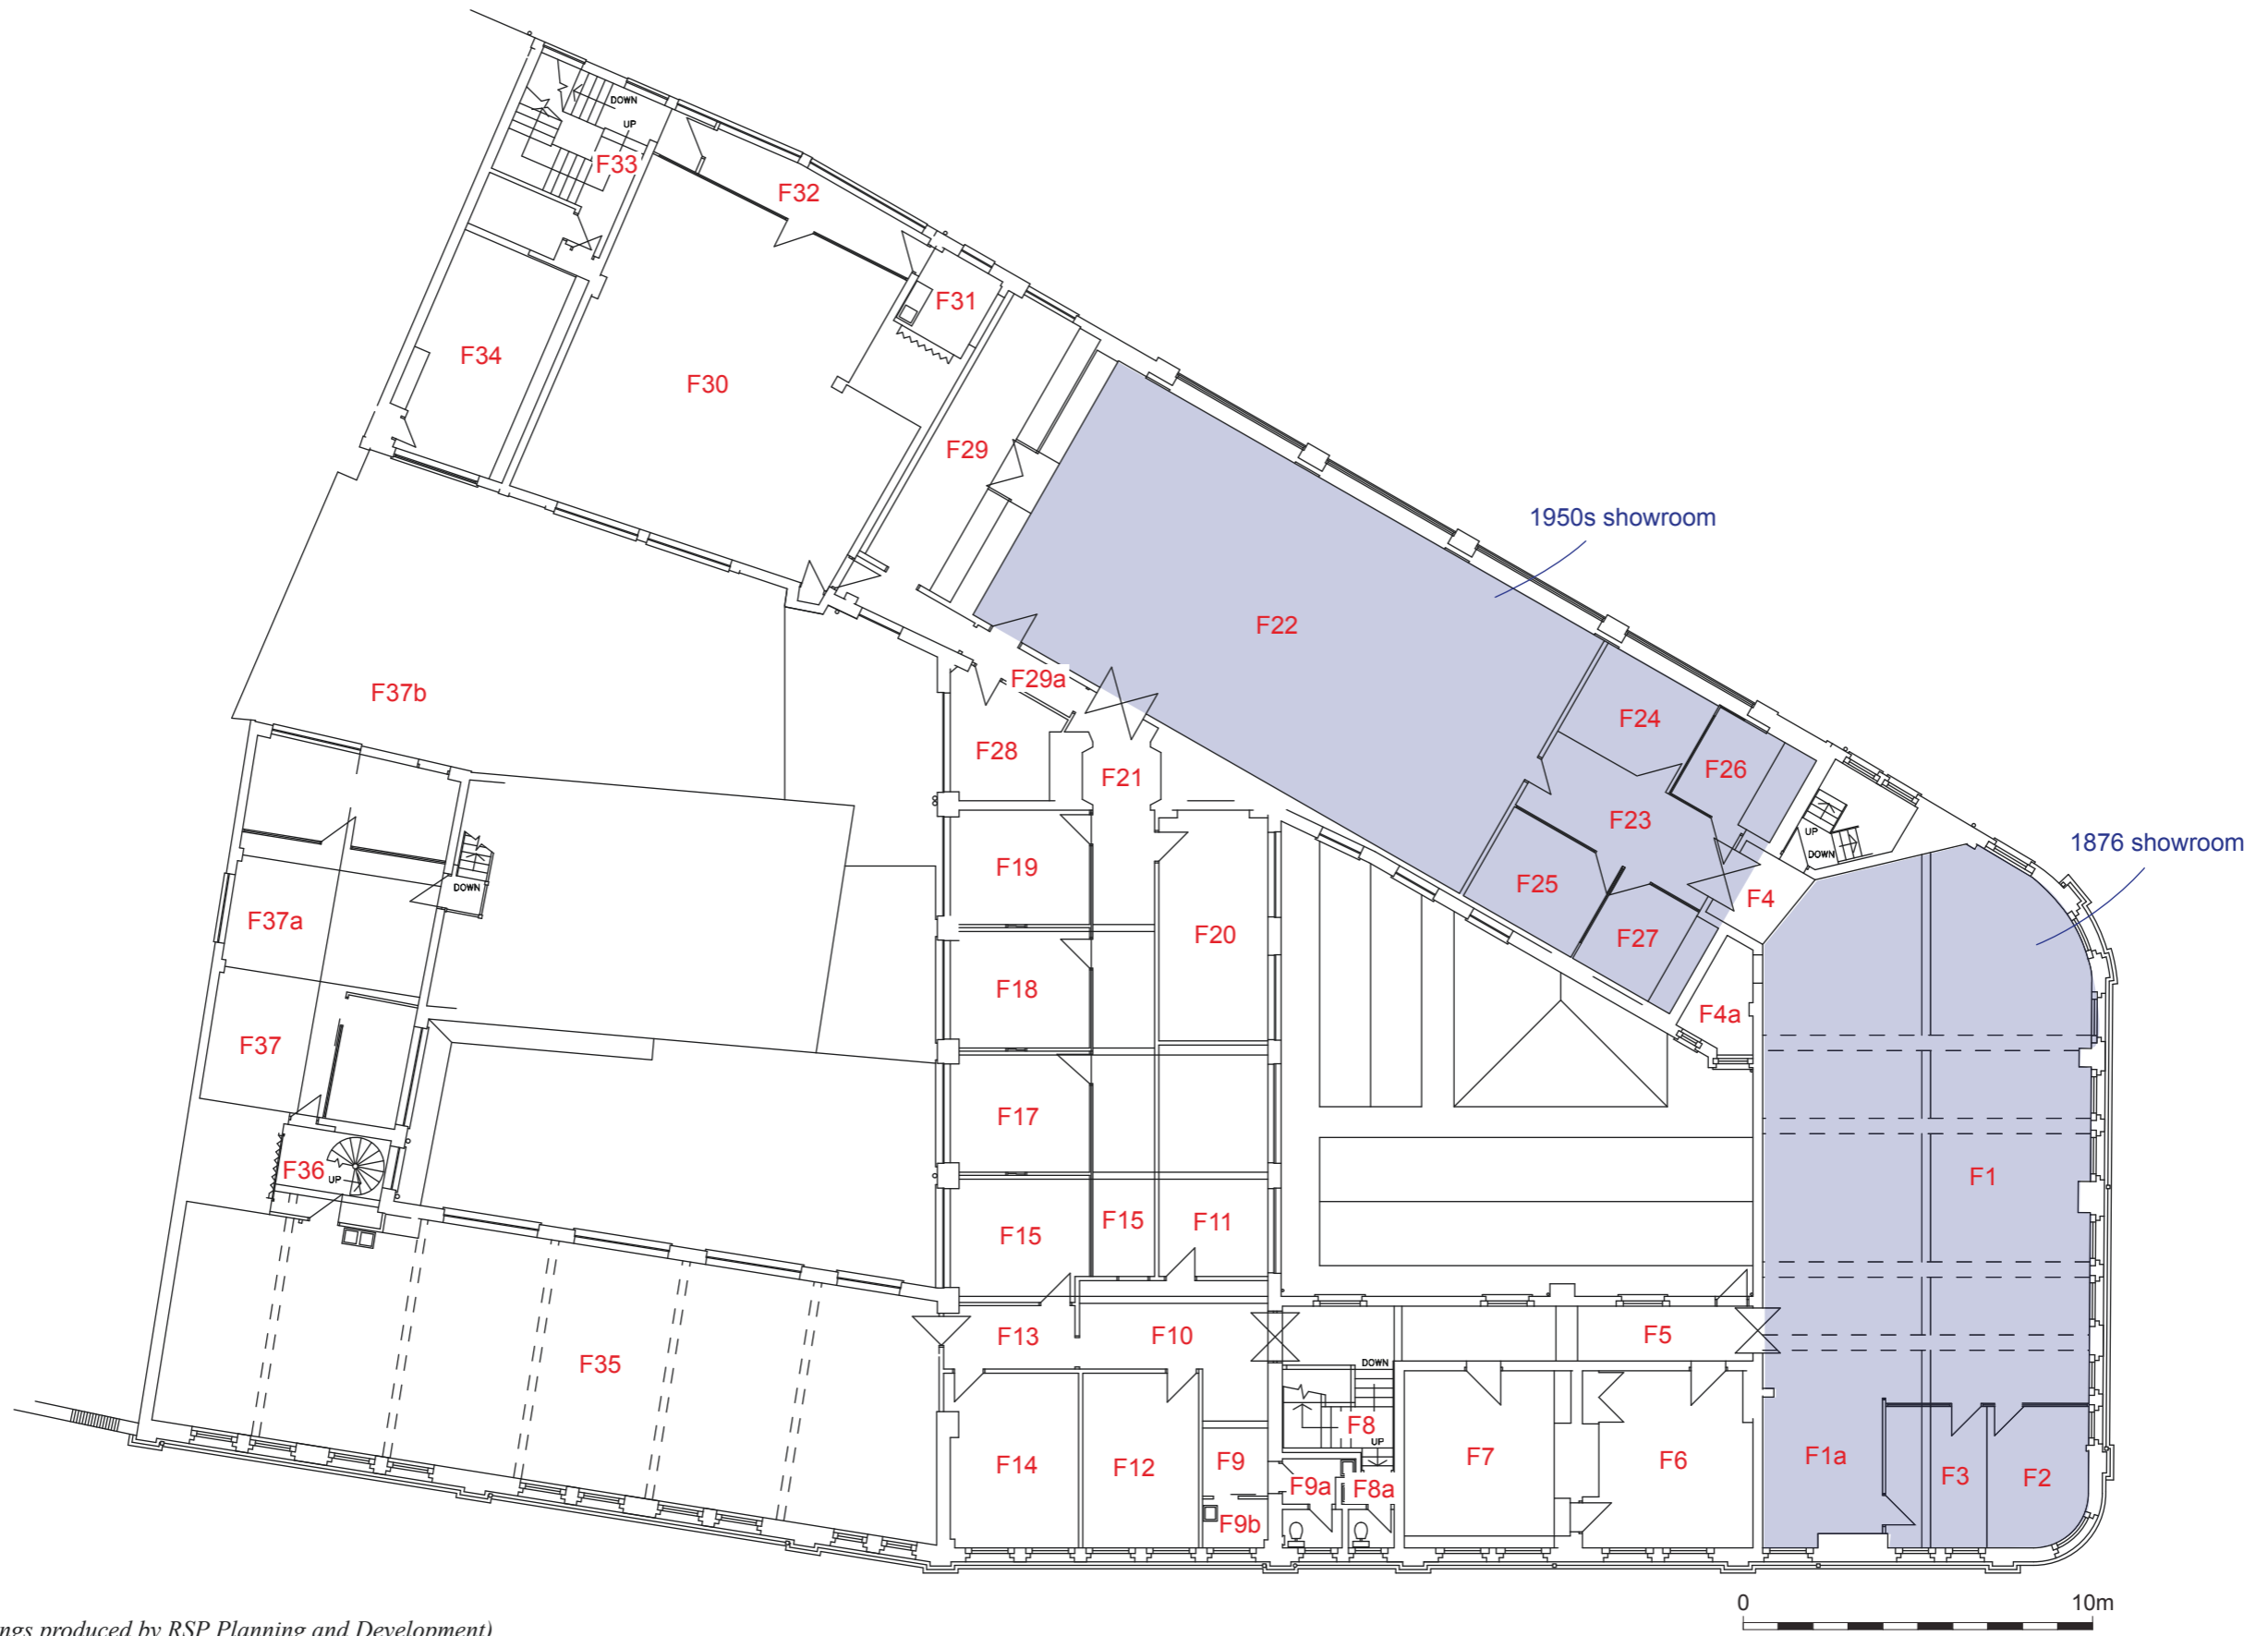 DOWN
UP
F33
F32
F31
F34
F30
F29
1950s showroom
F22
F29a
F37b
F24
F28
F26
F21
F23
UP
DOWN
1876 showroom
F19
F25
F4
DOWN
F37a
F20
F27
F18
F4a
F37
F17
F36
UP
F1
F15
F15
F11
F13
F10
F5
F35
DOWN
F8
UP
F14
F12
F9
F9a
F8a
F7
F6
F1a
F3
F2
F9b
0
10m
ngs produced by RSP Planning and Development)